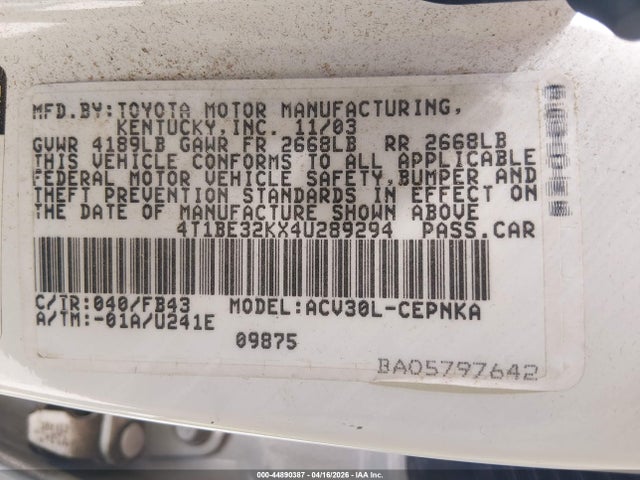 MFD.BY:TOYOTA MOTOR MANUFACTURING,
KENTUCKY,INC. 11/03
GVWR 4189LB GAWR FR 2668LB RR 2668LB
THIS VEHICLE CONFORMS TO ALL APPLICABLE
FEDERAL MOTOR VEHICLE SAFETY,BUMPER AND
THEFT PREVENTION STANDARDS IN EFFECT ON
THE DATE OF MANUFACTURE SHOWN ABOVE
4T1BE32KX4U289294 PASS.CAR
C/TR:040/FB43 MODEL:ACV30L-CEPNKA
A/TM:-01A/U241E
09875
BAO5797642
000-44890387 | 04/16/2026 | IAA Inc.